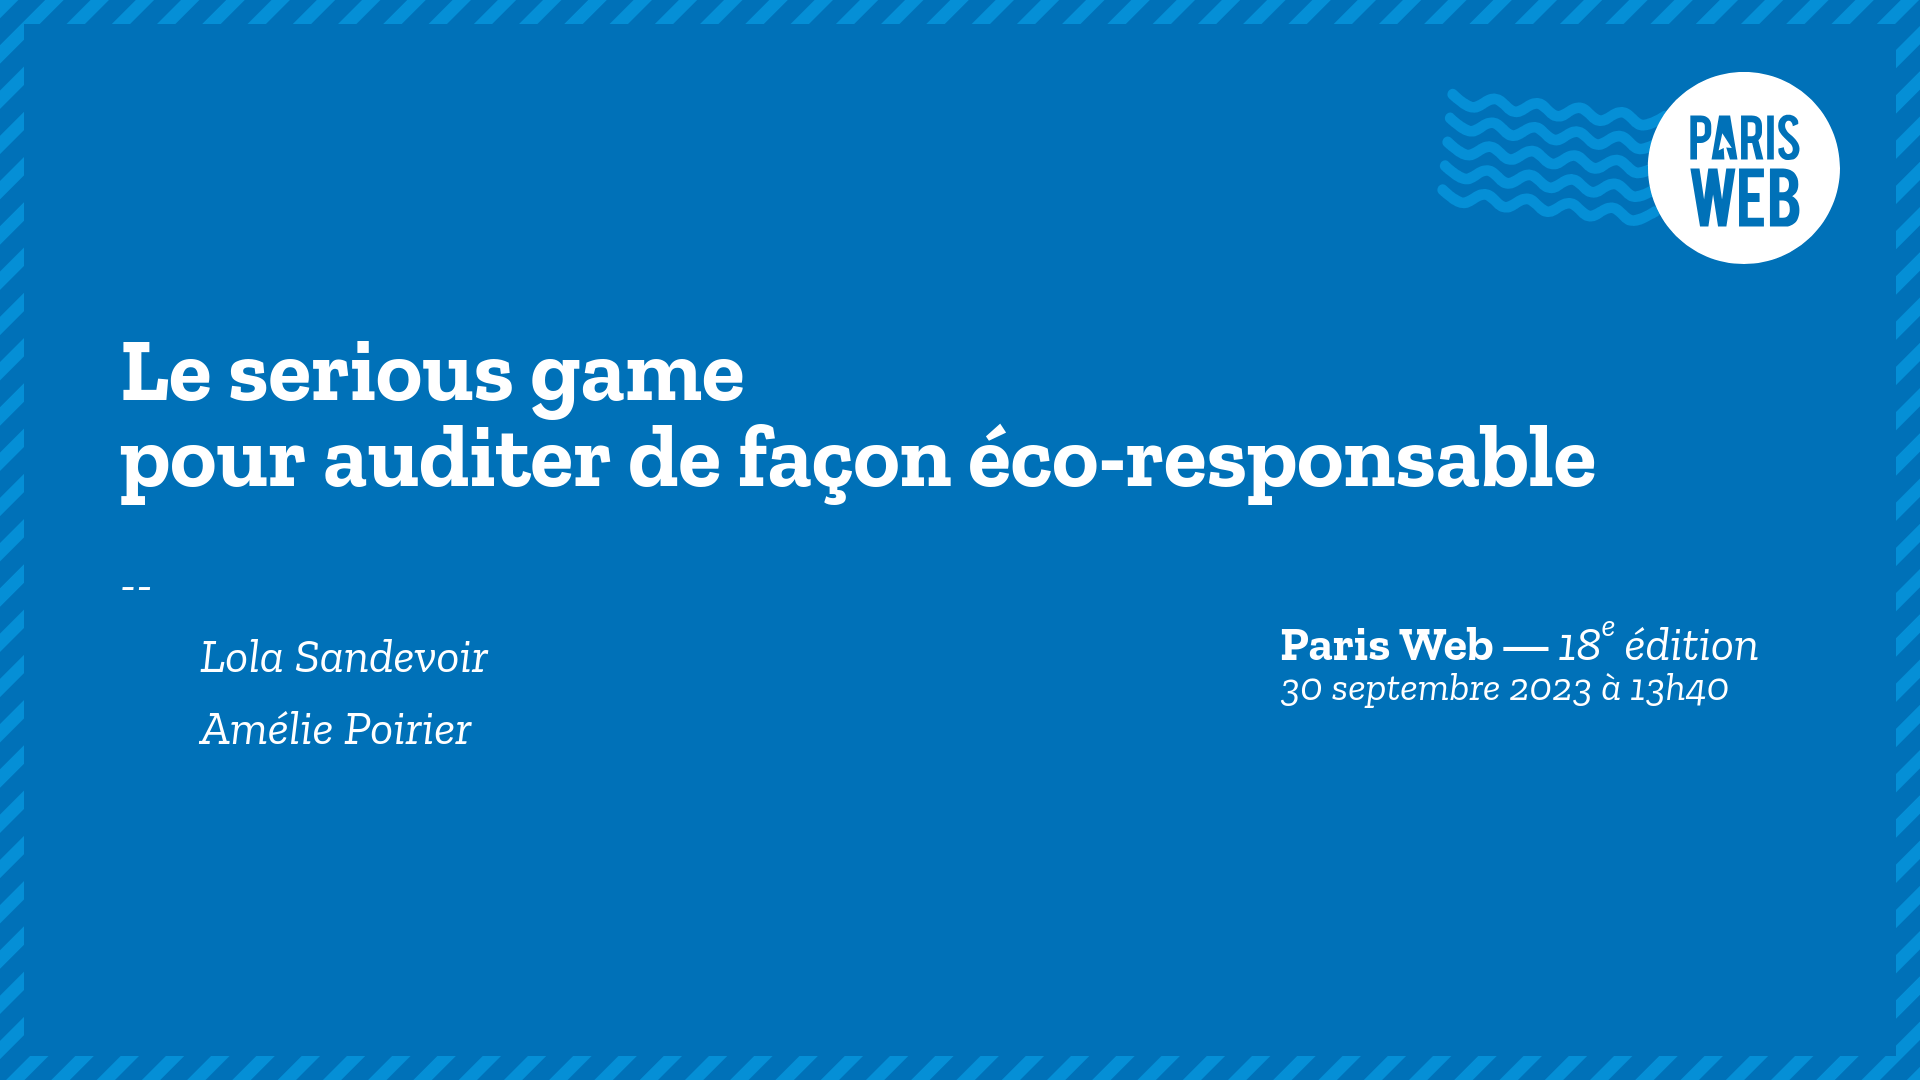 PARIS
WEB
Le serious game
pour auditer de façon éco-responsable
--
Lola Sandevoir
Amélie Poirier
Paris Web — 18e édition
30 septembre 2023 à 13h40